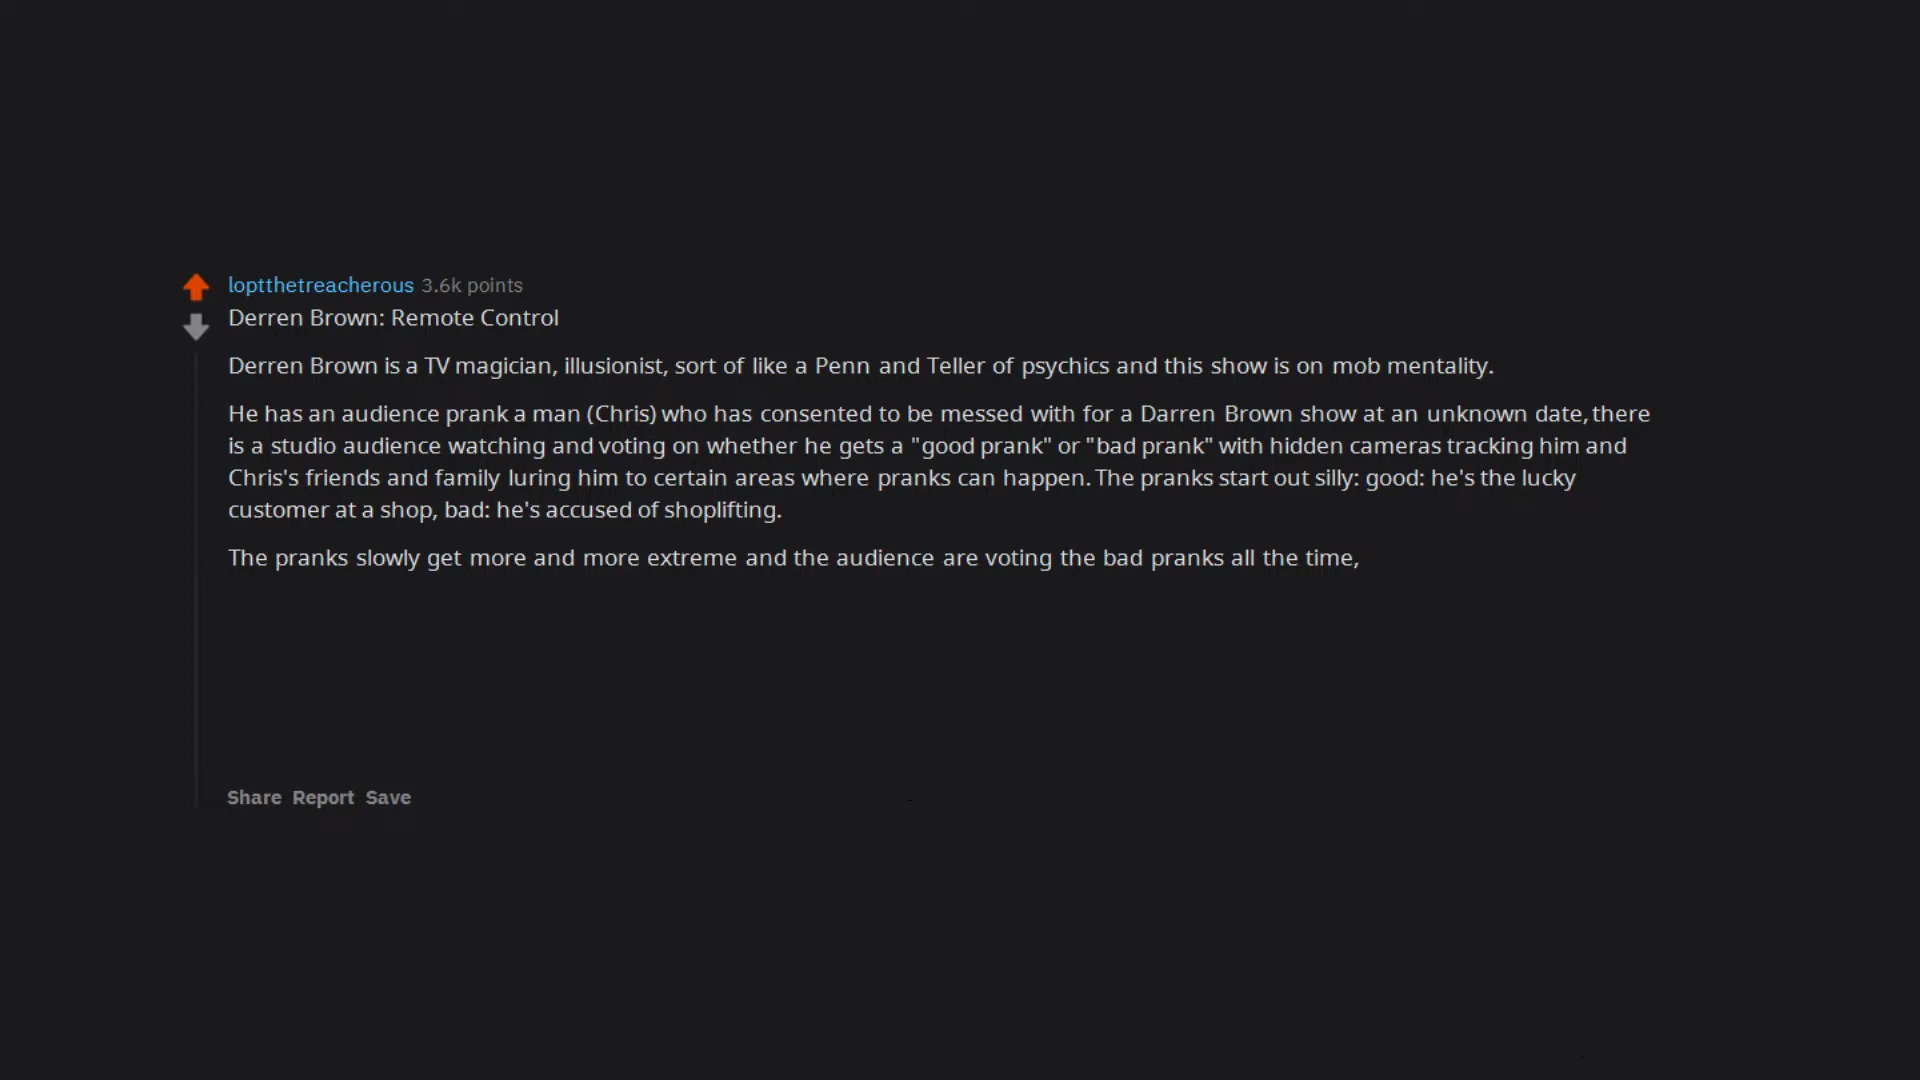 loptthetreacherous 3.6k points
Derren Brown: Remote Control
Derren Brown is a TV magician, illusionist, sort of like a Penn and Teller of psychics and this show is on mob mentality.
He has an audience prank a man (Chris) who has consented to be messed with for a Darren Brown show at an unknown date, there
is a studio audience watching and voting on whether he gets a "good prank" or "bad prank" with hidden cameras tracking him and
Chris's friends and family luring him to certain areas where pranks can happen. The pranks start out silly: good: he's the lucky
customer at a shop, bad: he's accused of shoplifting.
The pranks slowly get more and more extreme and the audience are voting the bad pranks all the time,
Share Report Save